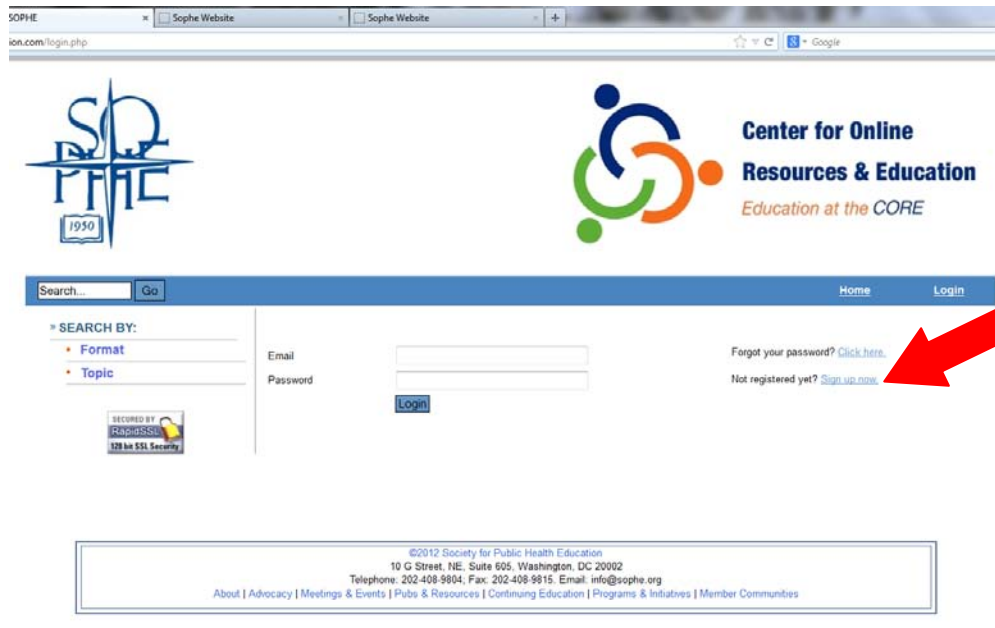 SOPHE
Sophe Website
Sophe Website
ion.com/login.php
Google
SOPHE
1950
Center for Online
Resources & Education
Education at the CORE
Search...
Go
Home
Login
» SEARCH BY:
• Format
• Topic
SECURED BY
RapidSSL
128 bit SSL Security
Email
Password
Login
Forgot your password? Click here.
Not registered yet? Sign up now.
©2012 Society for Public Health Education
10 G Street, NE, Suite 605, Washington, DC 20002
Telephone: 202-408-9804; Fax: 202-408-9815. Email: info@sophe.org
About | Advocacy | Meetings & Events | Pubs & Resources | Continuing Education | Programs & Initiatives | Member Communities